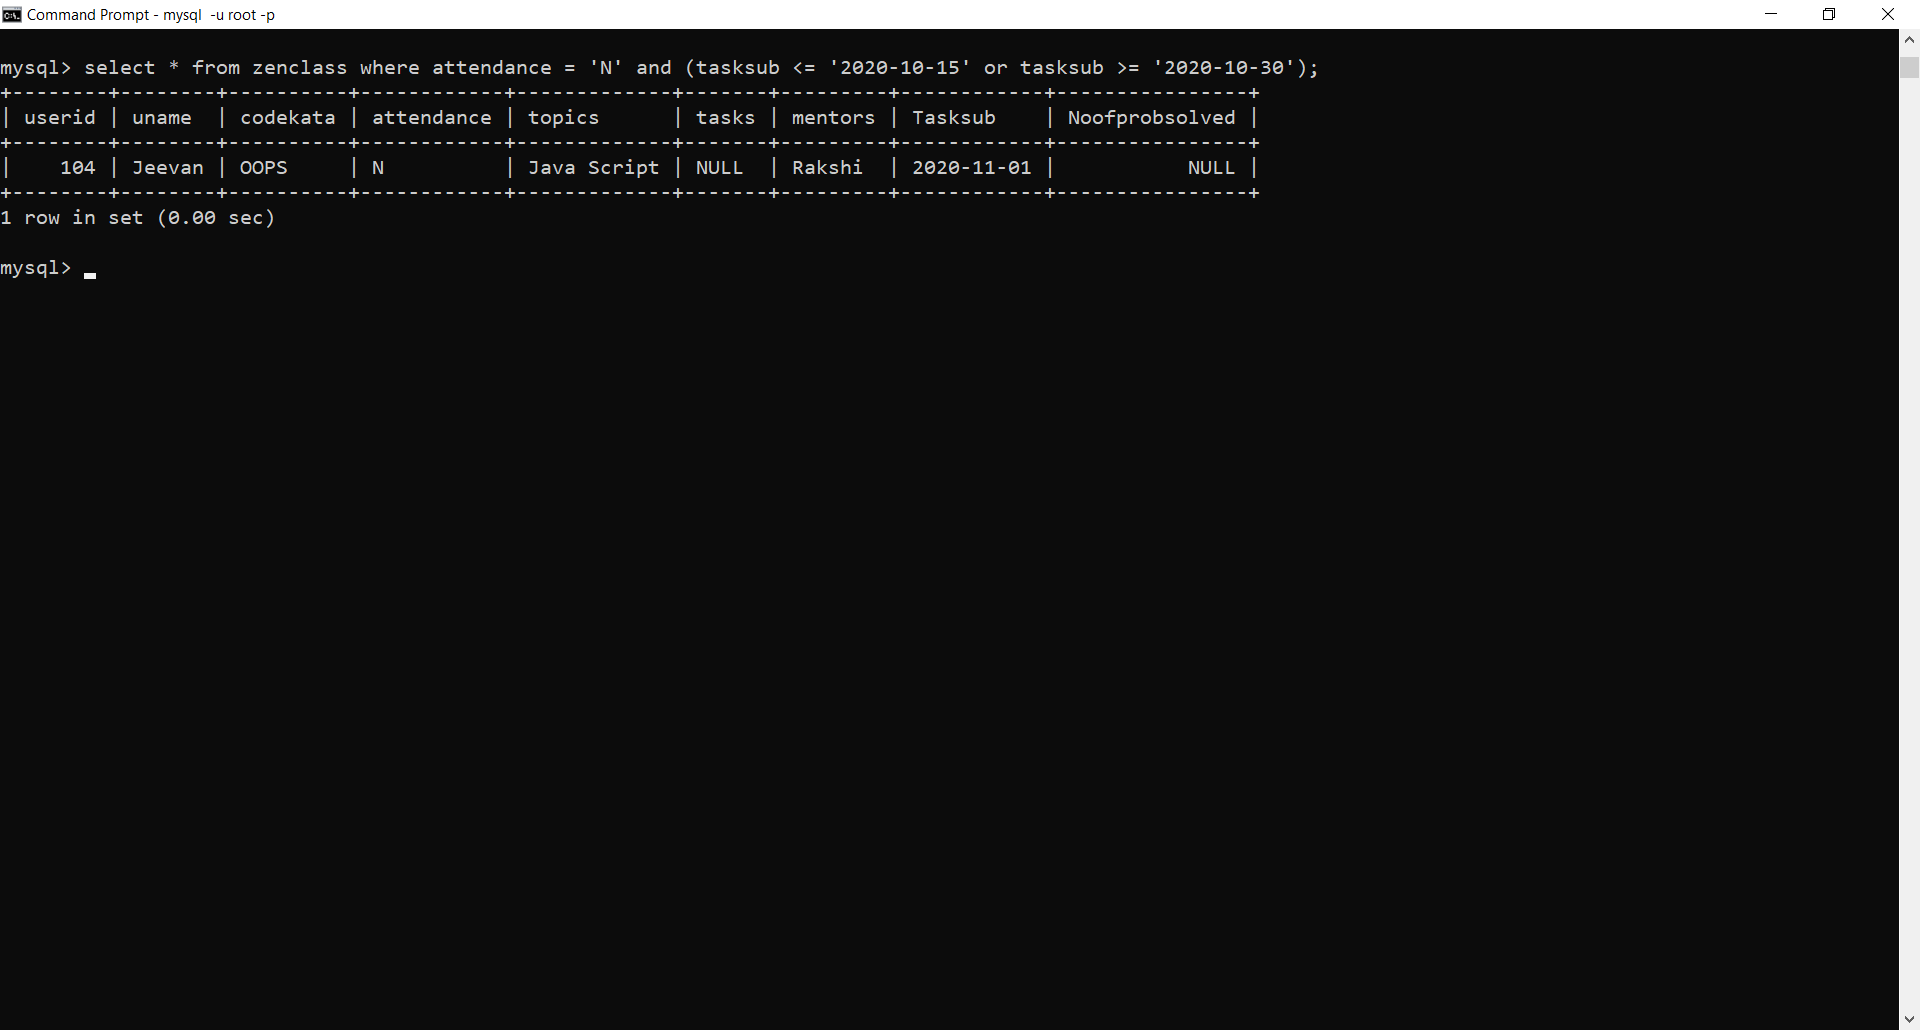 Command Prompt - mysql  -u root -p
mysql> select * from zenclass where attendance = 'N' and (tasksub <= '2020-10-15' or tasksub >= '2020-10-30');
+--------+--------+----------+------------+-------------+-------+---------+------------+----------------+
| userid | uname  | codekata | attendance | topics      | tasks | mentors | Tasksub    | Noofprobsolved |
+--------+--------+----------+------------+-------------+-------+---------+------------+----------------+
|    104 | Jeevan | OOPS     | N          | Java Script | NULL  | Rakshi  | 2020-11-01 |           NULL |
+--------+--------+----------+------------+-------------+-------+---------+------------+----------------+
1 row in set (0.00 sec)
mysql> _